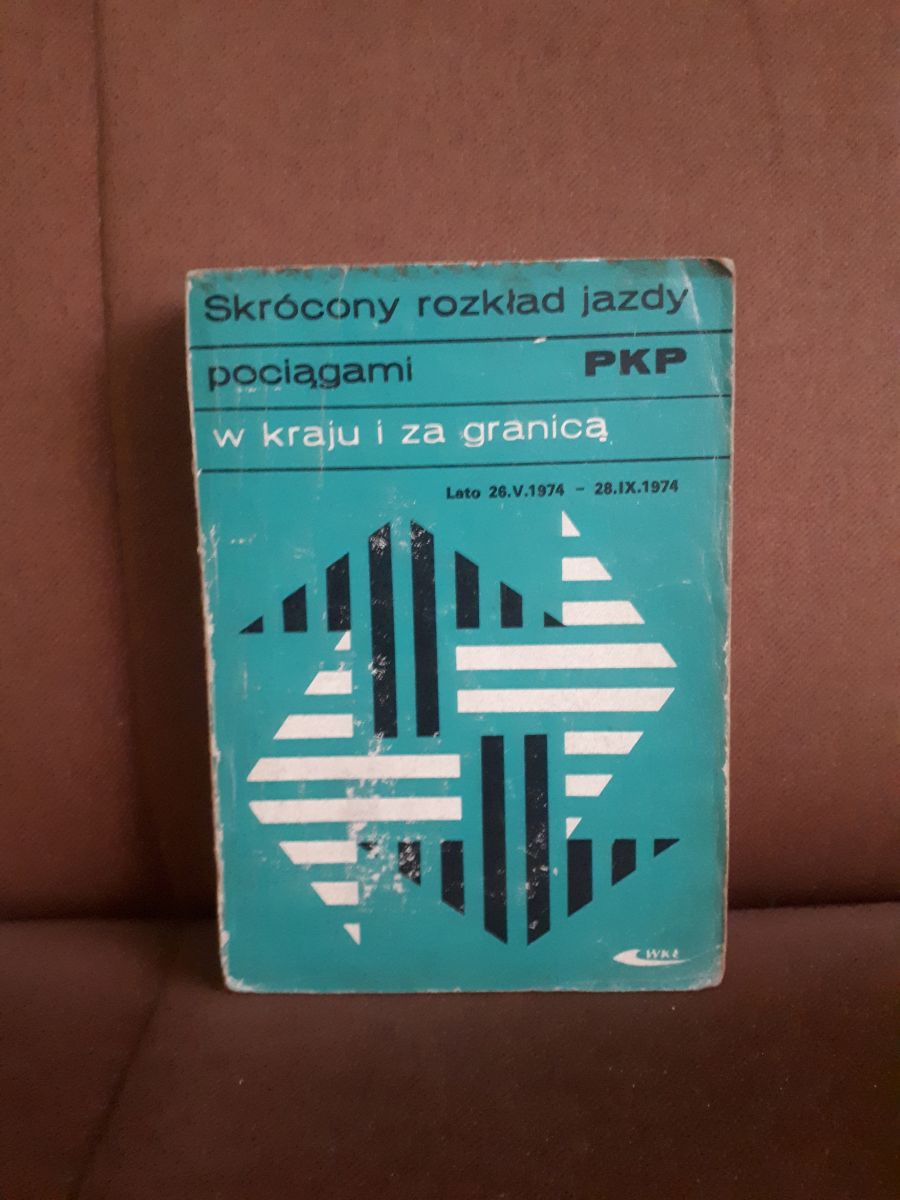 Skrócony rozkład jazdy
pociągami PKP
w kraju i za granicą
Lato 26.V.1974 – 28.IX.1974
WKŁ